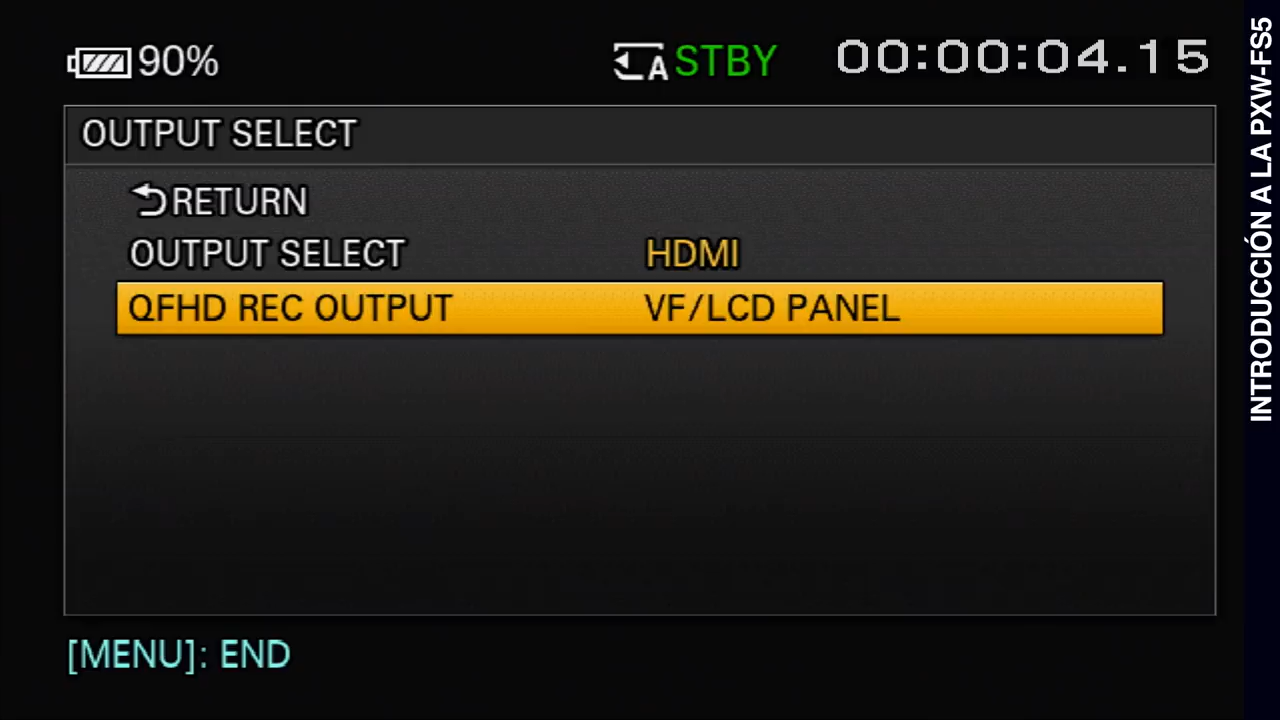 90%
A STBY
00:00:04.15
OUTPUT SELECT
RETURN
OUTPUT SELECT HDMI
QFHD REC OUTPUT VF/LCD PANEL
[MENU]: END
INTRODUCCIÓN A LA PXW-FS5